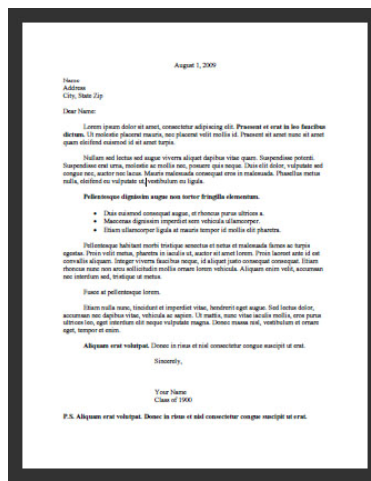 August 1, 2009
Name
Address
City, State Zip
Dear Name:
Lorem ipsum dolor sit amet, consectetur adipiscing elit. Praesent et erat in leo faucibus
dictum. Ut molestie placerat mauris, nec placerat velit mollis id. Praesent sit amet nunc sit amet
quam eleifend euismod id sit amet turpis.
Nullam sed lectus sed augue viverra aliquet dapibus vitae quam. Suspendisse potenti.
Suspendisse erat urna, molestie ac mollis nec, posuere quis neque. Duis elit dolor, vulputate sed
congue nec, auctor nec lacus. Mauris malesuada consequat eros in malesuada. Phasellus metus
nulla, eleifend eu vulputate ut, vestibulum eu ligula.
Pellentesque dignissim augue non tortor fringilla elementum.
• Duis euismod consequat augue, et rhoncus purus ultrices a.
• Maecenas dignissim imperdiet sem vehicula ullamcorper.
• Etiam ullamcorper ligula at mauris tempor id mollis elit pharetra.
Pellentesque habitant morbi tristique senectus et netus et malesuada fames ac turpis
egestas. Proin velit metus, pharetra in iaculis ut, auctor sit amet lorem. Proin laoreet ante id est
convallis aliquam. Integer viverra faucibus neque, id aliquet justo consequat consequat. Etiam
rhoncus nunc non arcu sollicitudin mollis ornare lorem vehicula. Aliquam enim velit, accumsan
nec interdum sed, tristique ut metus.
Fusce at pellentesque lorem.
Etiam nulla nunc, tincidunt et imperdiet vitae, hendrerit eget augue. Sed lectus dolor,
accumsan nec dapibus vitae, vehicula ac sapien. Ut mattis, nunc vitae iaculis mollis, eros purus
ultrices leo, eget interdum elit neque vulputate magna. Donec massa nisl, vestibulum et ornare
eget, tempor et enim.
Aliquam erat volutpat. Donec in risus et nisl consectetur congue suscipit ut erat.
Sincerely,
Your Name
Class of 1900
P.S. Aliquam erat volutpat. Donec in risus et nisl consectetur congue suscipit ut erat.